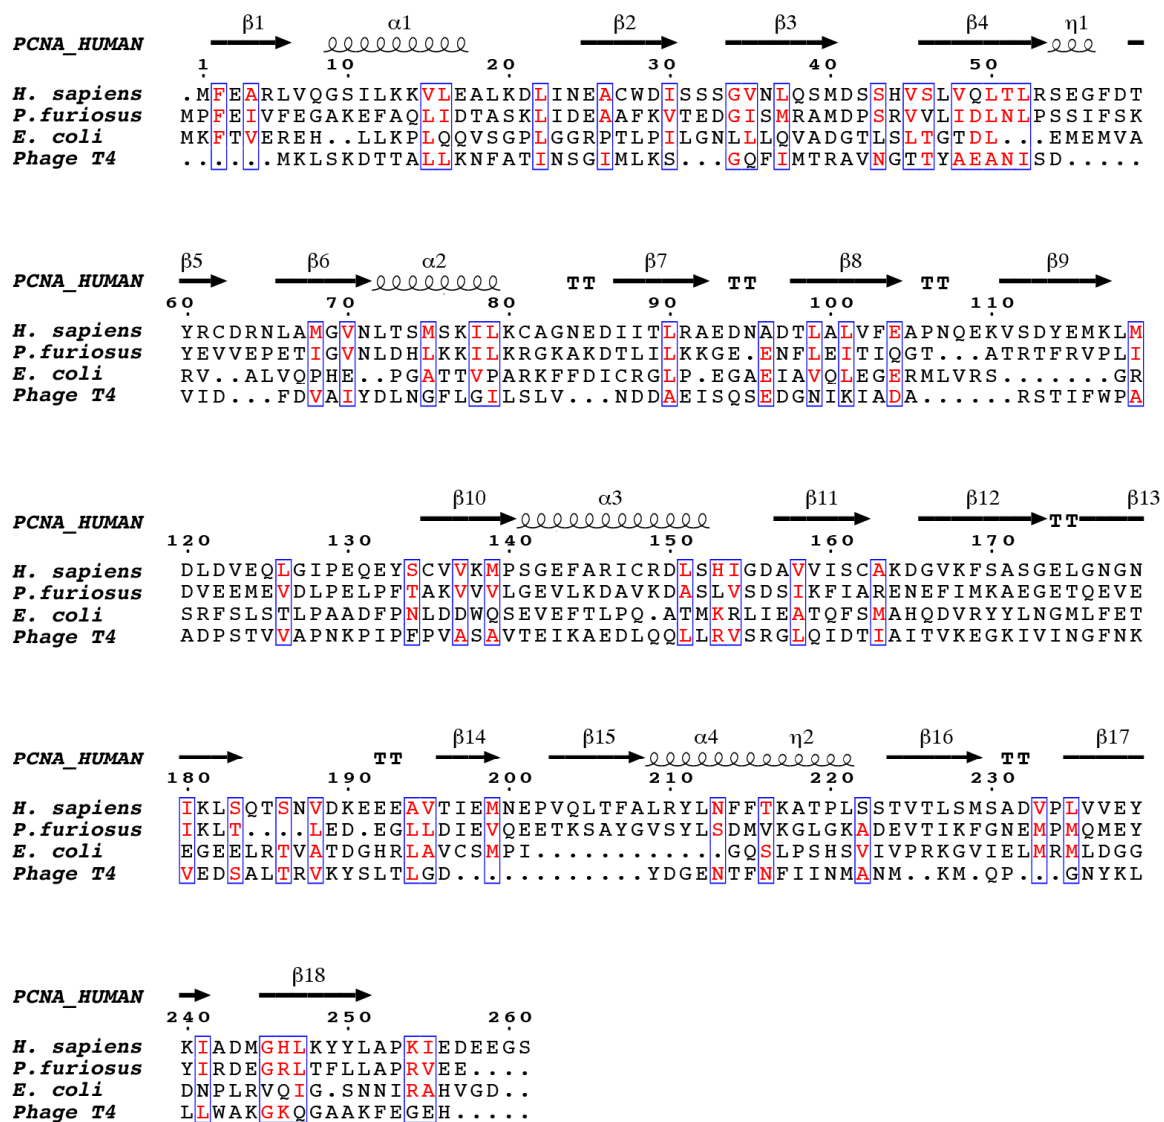 β1 α1 β2 β3 β4 η1
PCNA_HUMAN
1 10 20 30 40 50
H. sapiens .MFEARLVQGSILKKVLEALKDLINEACWDISSSGVNLQSMDSSHVSLVQLTLRSEGFDT
P.furiosus MPFEIVFEGAKEFAQLIDTASKLIDEAAFKVTEDGISMRAMDPSRVVLIDLNLPSSIFSK
E. coli MKFTVEREH..LLKPLQQVSGPLGGRPTLPILGNLLLQVADGTLSLTGTDL...EMEMVA
Phage T4 ......MKLSKDTTALLKNFATINSGIMLKS...GQFIMTRAVNGTTYAEANISD.....
β5 β6 α2 β7 β8 β9
PCNA_HUMAN TT TT TT
60 70 80 90 100 110
H. sapiens YRCDRNLAMGVNLTSMSKILKCAGNEDIITLRAEDNADTLALVFEAPNQEKVSDYEMKLM
P.furiosus YEVVEPETIGVNLDHLKKILKRGKAKDTLILKKGE.ENFLEITIQGT...ATRTFRVPLI
E. coli RV..ALVQPHE..PGATTVPARKFFDICRGLP.EGAEIAVQLEGERMLVRS.......GR
Phage T4 VID...FDVAIYDLNGFLGILSLV...NDDAEISQSEDGNIKIADA......RSTIFWPA
β10 α3 β11 β12 β13
PCNA_HUMAN TT
120 130 140 150 160 170
H. sapiens DLDVEQLGIPEQEYSCVVKMPSGEFARICRDLSHIGDAVVISCAKDGVKFSASGELGNGN
P.furiosus DVEEMEVDLPELPFTAKVVVLGEVLKDAVKDASLVSDSIKFIARENEFIMKAEGETQEVE
E. coli SRFSLSTLPAADFPNLDDWQSEVEFTLPQ.ATMKRLIEATQFSMAHQDVRYYLNGMLFET
Phage T4 ADPSTVVAPNKPIPFPVASAVTEIKAEDLQQLLRVSRGLQIDTIAITVKEGKIVINGFNK
β14 β15 α4 η2 β16 β17
PCNA_HUMAN TT TT
180 190 200 210 220 230
H. sapiens IKLSQTSNVDKEEEAVTIEMNEPVQLTFALRYLNFFTKATPLSSTVTLSMSADVPLVVEY
P.furiosus IKLT....LED.EGLLDIEVQEETKSAYGVSYLSDMVKGLGKADEVTIKFGNEMPMQMEY
E. coli EGEELRTVATDGHRLAVCSMPI............GQSLPSHSVIVPRKGVIELMRMLDGG
Phage T4 VEDSALTRVKYSLTLGD..........YDGENTFNFIINMANM..KM.QP...GNYKL
β18
PCNA_HUMAN
240 250 260
H. sapiens KIADMGHLKYYLAPKIEDEEGS
P.furiosus YIRDEGRLTFLLAPRVEE....
E. coli DNPLRVQIG.SNNIRAHVGD..
Phage T4 LLWAKGKQGAAKFEGEH.....